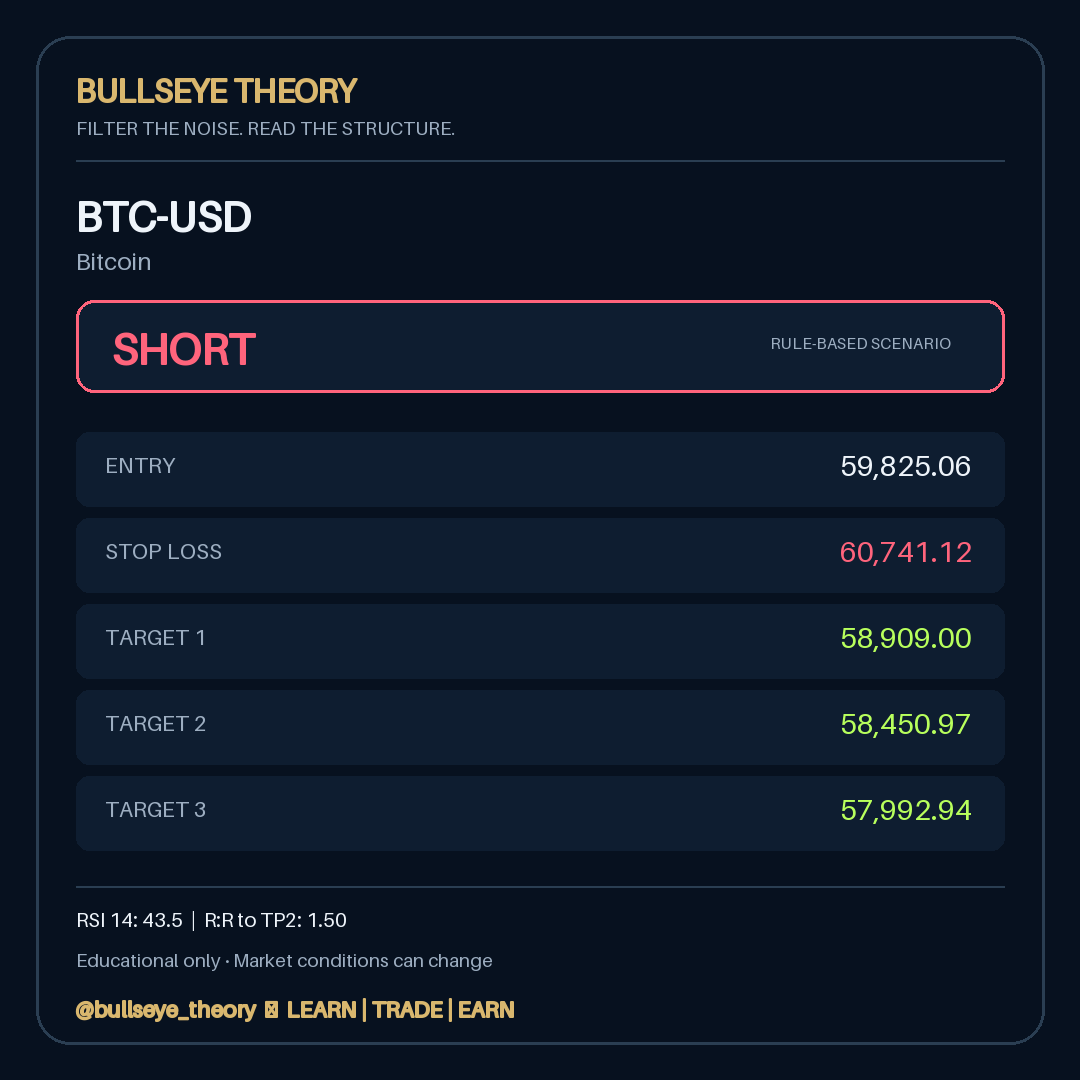 BULLSEYE THEORY
FILTER THE NOISE. READ THE STRUCTURE.
BTC-USD
Bitcoin
SHORT RULE-BASED SCENARIO
ENTRY 59,825.06
STOP LOSS 60,741.12
TARGET 1 58,909.00
TARGET 2 58,450.97
TARGET 3 57,992.94
RSI 14: 43.5 | R:R to TP2: 1.50
Educational only · Market conditions can change
@bullseye_theory LEARN | TRADE | EARN